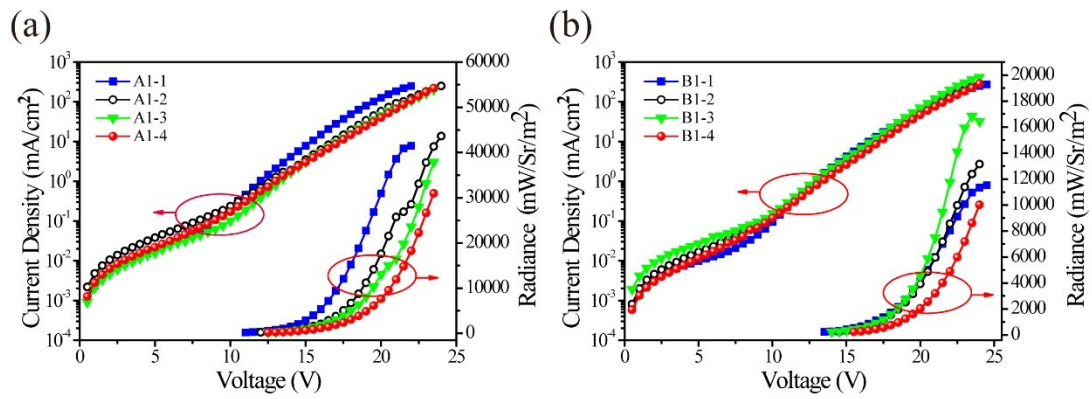 (a)
Current Density (mA/cm²)
10³
10²
10¹
10⁰
10⁻¹
10⁻²
10⁻³
10⁻⁴
A1-1
A1-2
A1-3
A1-4
0 5 10 15 20 25
Voltage (V)
60000
50000
40000
30000
20000
10000
0
Radiance (mW/Sr/m²)
(b)
Current Density (mA/cm²)
10³
10²
10¹
10⁰
10⁻¹
10⁻²
10⁻³
10⁻⁴
B1-1
B1-2
B1-3
B1-4
0 5 10 15 20 25
Voltage (V)
20000
18000
16000
14000
12000
10000
8000
6000
4000
2000
0
Radiance (mW/Sr/m²)